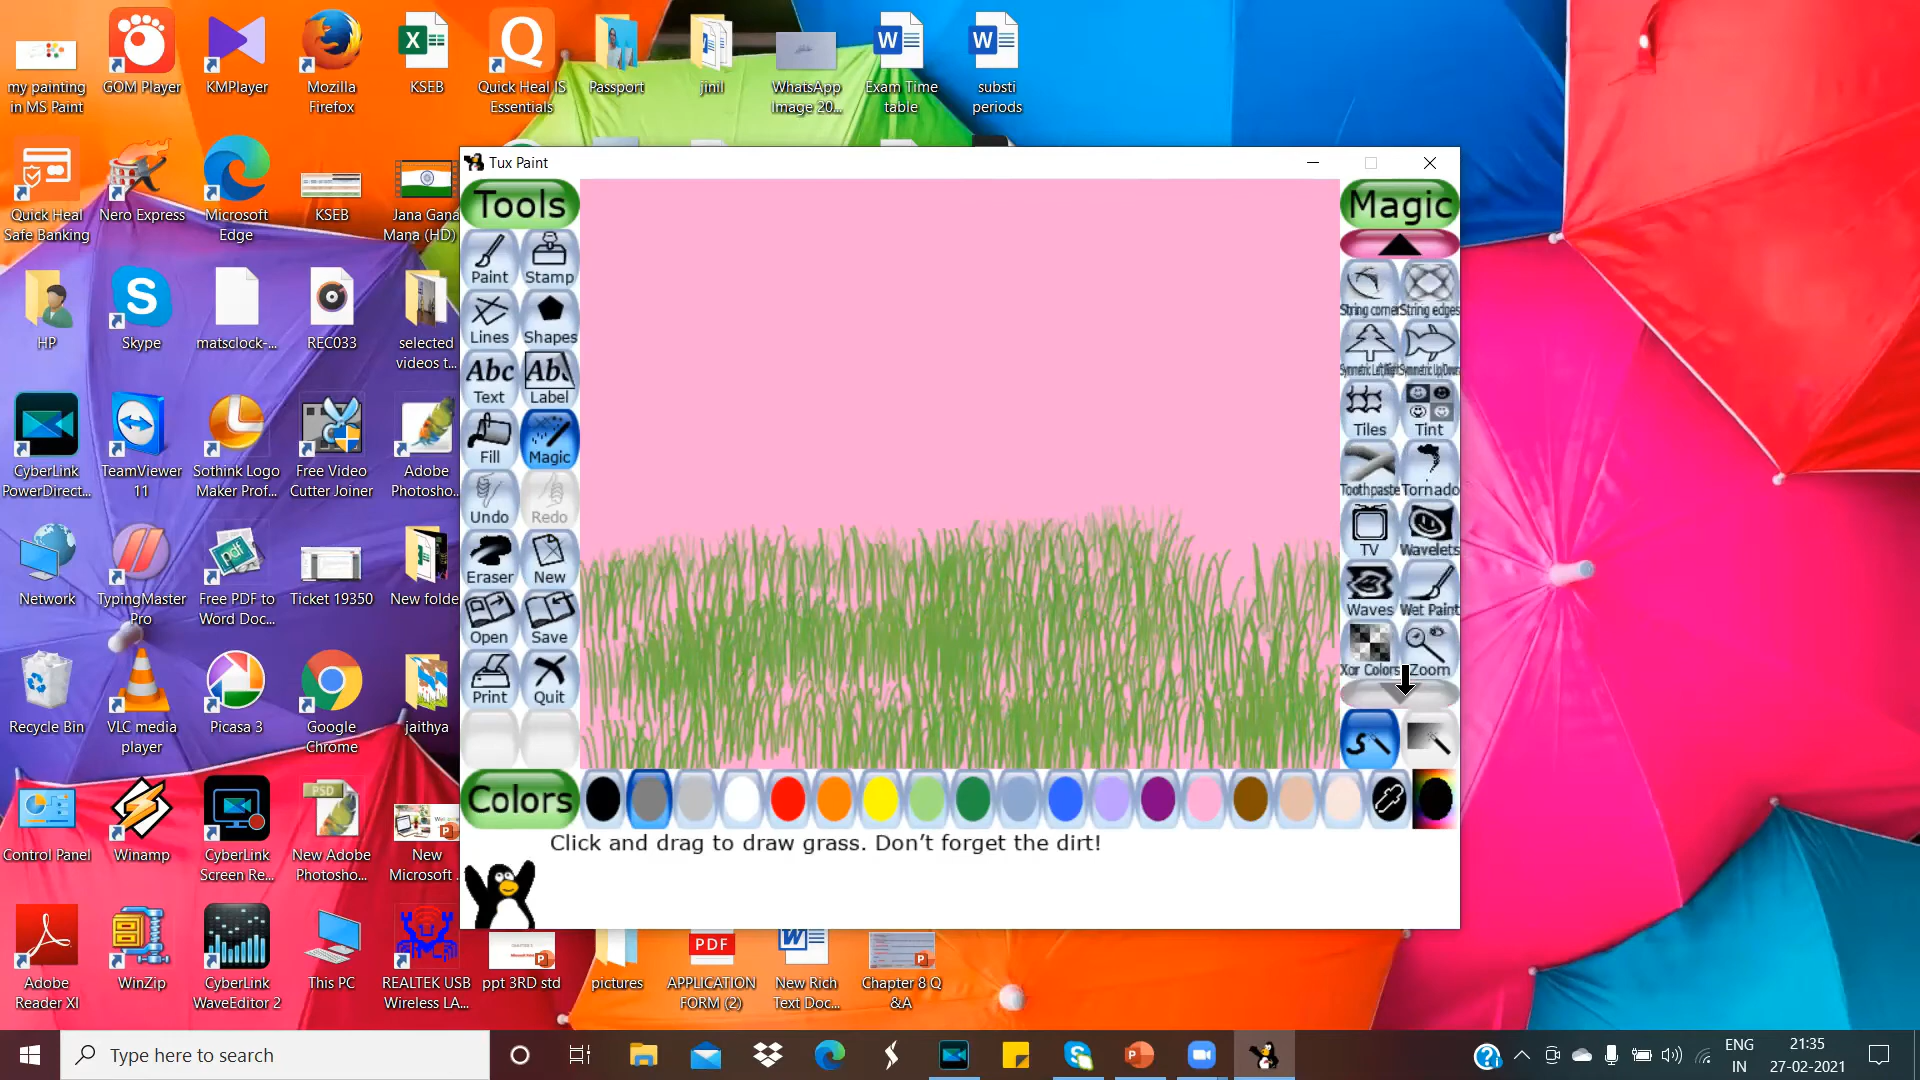 my painting
in MS Paint
GOM Player
KMPlayer
Mozilla
Firefox
KSEB
Quick Heal IS
Essentials
Passport
jinil
WhatsApp
Image 20...
Exam Time
table
substi
periods
Quick Heal
Safe Banking
Nero Express
Microsoft
Edge
KSEB
Jana Gana
Mana (HD)
HP
Skype
matsclock-...
REC033
selected
videos t...
CyberLink
PowerDirect...
TeamViewer
11
Sothink Logo
Maker Prof...
Free Video
Cutter Joiner
Adobe
Photosho...
Network
TypingMaster
Pro
Free PDF to
Word Doc...
Ticket 19350
New folde
Recycle Bin
VLC media
player
Picasa 3
Google
Chrome
jaithya
Control Panel
Winamp
CyberLink
Screen Re...
PSD
New Adobe
Photosho...
New
Microsoft .
Adobe
Reader XI
WinZip
CyberLink
WaveEditor 2
This PC
REALTEK USB
Wireless LA...
ppt 3RD std
pictures
PDF
APPLICATION
FORM (2)
New Rich
Text Doc...
Chapter 8 Q
&A
Tux Paint
Tools
Paint
Stamp
Lines
Shapes
Abc
Text
Abc
Label
Fill
Magic
Undo
Redo
Eraser
New
Open
Save
Print
Quit
Magic
String corner
String edges
Symmetric Left/Right
Symmetric Up/Down
Tiles
Tint
Toothpaste
Tornado
TV
Wavelets
Waves
Wet Paint
Xor Colors
Zoom
Colors
Click and drag to draw grass. Don't forget the dirt!
Type here to search
ENG
IN
21:35
27-02-2021